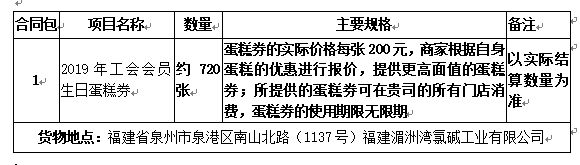 合同包 项目名称 数量 主要规格 备注
1 2019年工会会员生日蛋糕券 约 720 张 蛋糕券的实际价格每张 200 元，商家根据自身蛋糕的优惠进行报价，提供更高面值的蛋糕券；所提供的蛋糕券可在贵司的所有门店消费，蛋糕券的使用期限无限期 以实际结算数量为准
货物地点：福建省泉州市泉港区南山北路（1137 号）福建湄洲湾氯碱工业有限公司